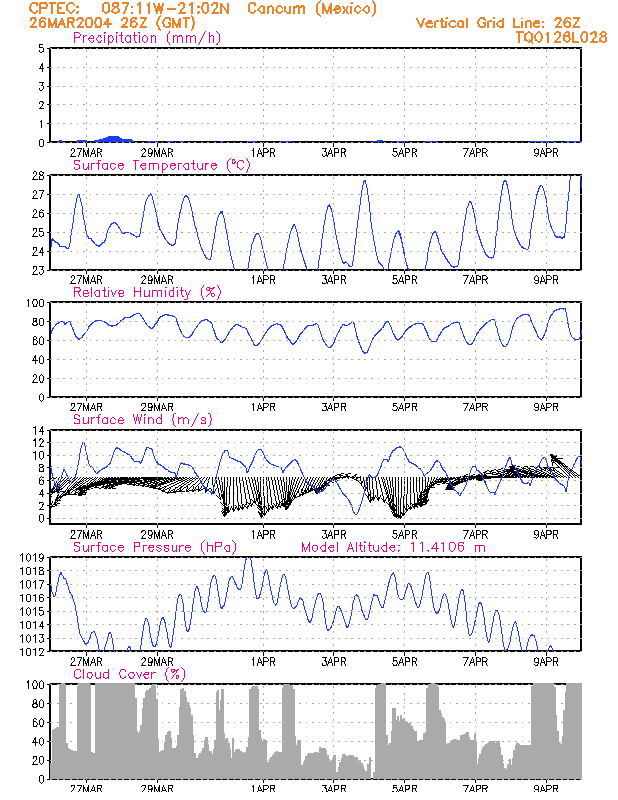 CPTEC: 087:11W-21:02N Cancum (Mexico)
26MAR2004 26Z (GMT) Vertical Grid Line: 26Z
Precipitation (mm/h) TQ0126L028
5
4
3
2
1
0
27MAR 29MAR 1APR 3APR 5APR 7APR 9APR
Surface Temperature (°C)
28
27
26
25
24
23
27MAR 29MAR 1APR 3APR 5APR 7APR 9APR
Relative Humidity (%)
100
80
60
40
20
0
27MAR 29MAR 1APR 3APR 5APR 7APR 9APR
Surface Wind (m/s)
14
12
10
8
6
4
2
0
27MAR 29MAR 1APR 3APR 5APR 7APR 9APR
Surface Pressure (hPa) Model Altitude: 11.4106 m
1019
1018
1017
1016
1015
1014
1013
1012
27MAR 29MAR 1APR 3APR 5APR 7APR 9APR
Cloud Cover (%)
100
80
60
40
20
0
27MAR 29MAR 1APR 3APR 5APR 7APR 9APR